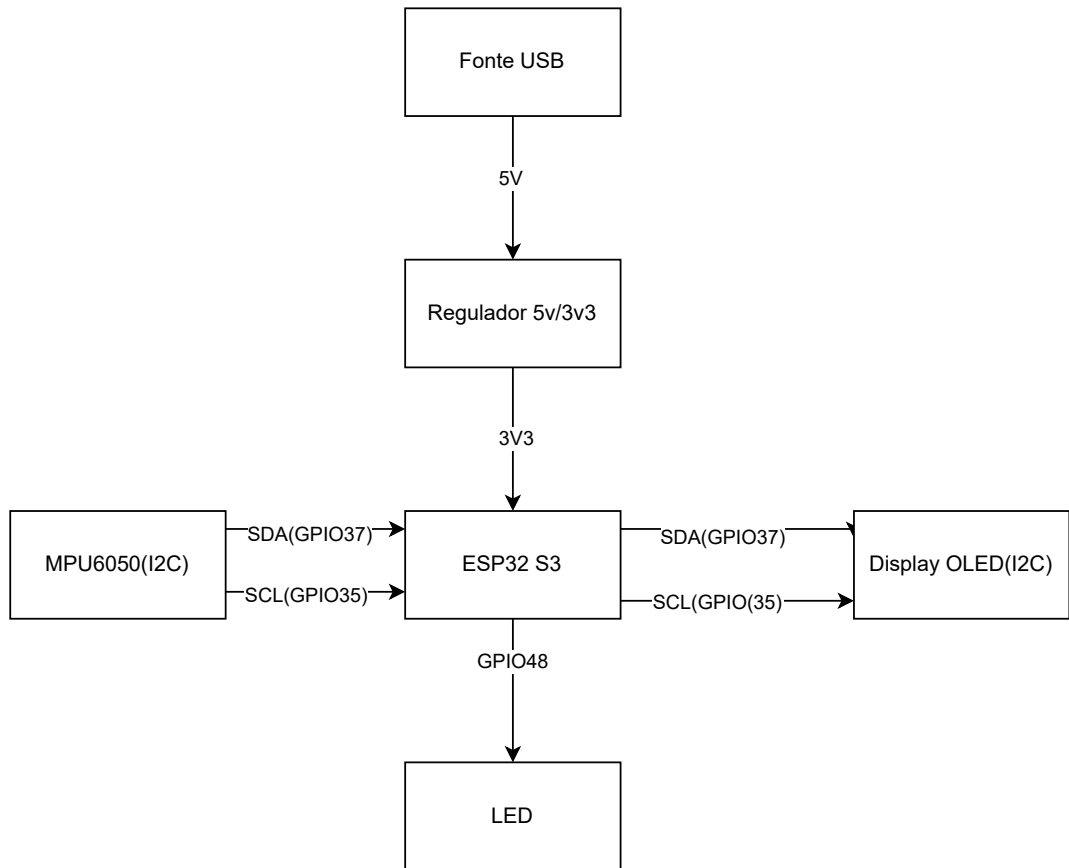 Fonte USB
5V
Regulador 5v/3v3
3V3
MPU6050(I2C)
SDA(GPIO37)
SCL(GPIO35)
ESP32 S3
SDA(GPIO37)
SCL(GPIO(35)
Display OLED(I2C)
GPIO48
LED